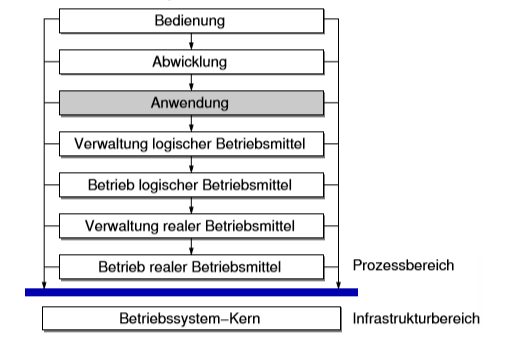 Bedienung
Abwicklung
Anwendung
Verwaltung logischer Betriebsmittel
Betrieb logischer Betriebsmittel
Verwaltung realer Betriebsmittel
Betrieb realer Betriebsmittel
Prozessbereich
Betriebssystem–Kern
Infrastrukturbereich